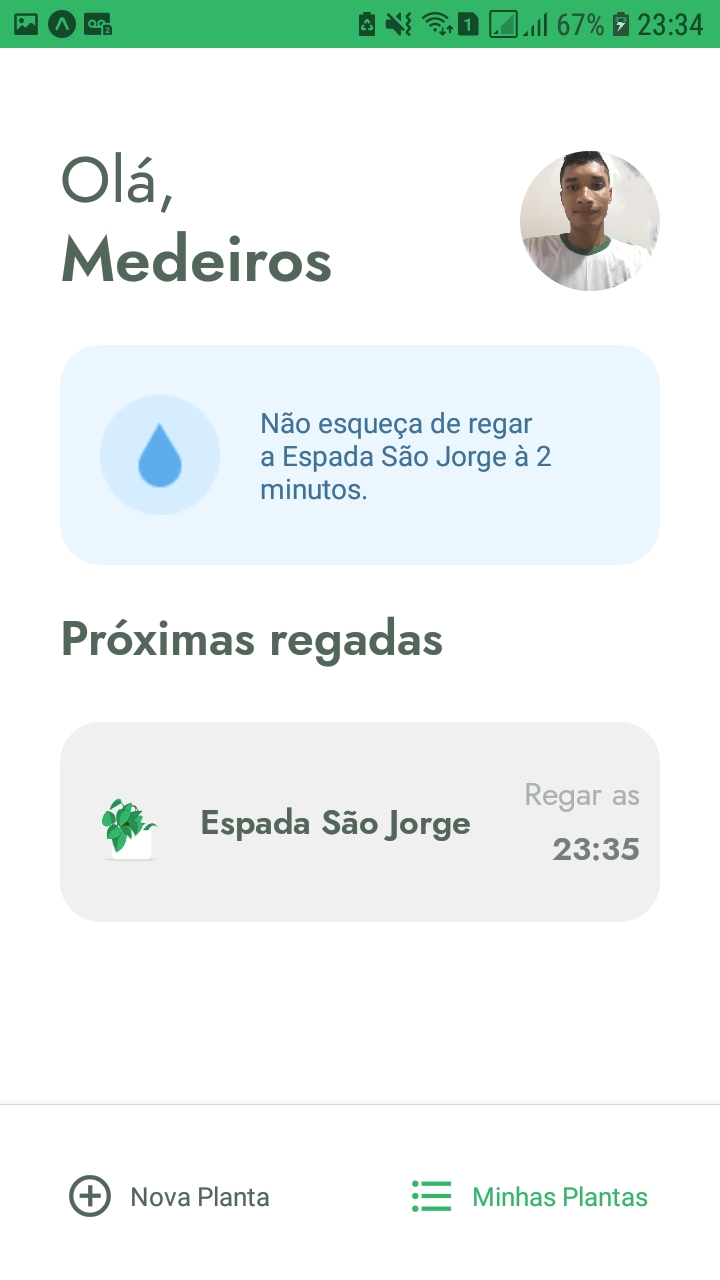 1 67% 23:34
Olá,
Medeiros
Não esqueça de regar
a Espada São Jorge à 2
minutos.
Próximas regadas
Espada São Jorge
Regar as
23:35
Nova Planta
Minhas Plantas